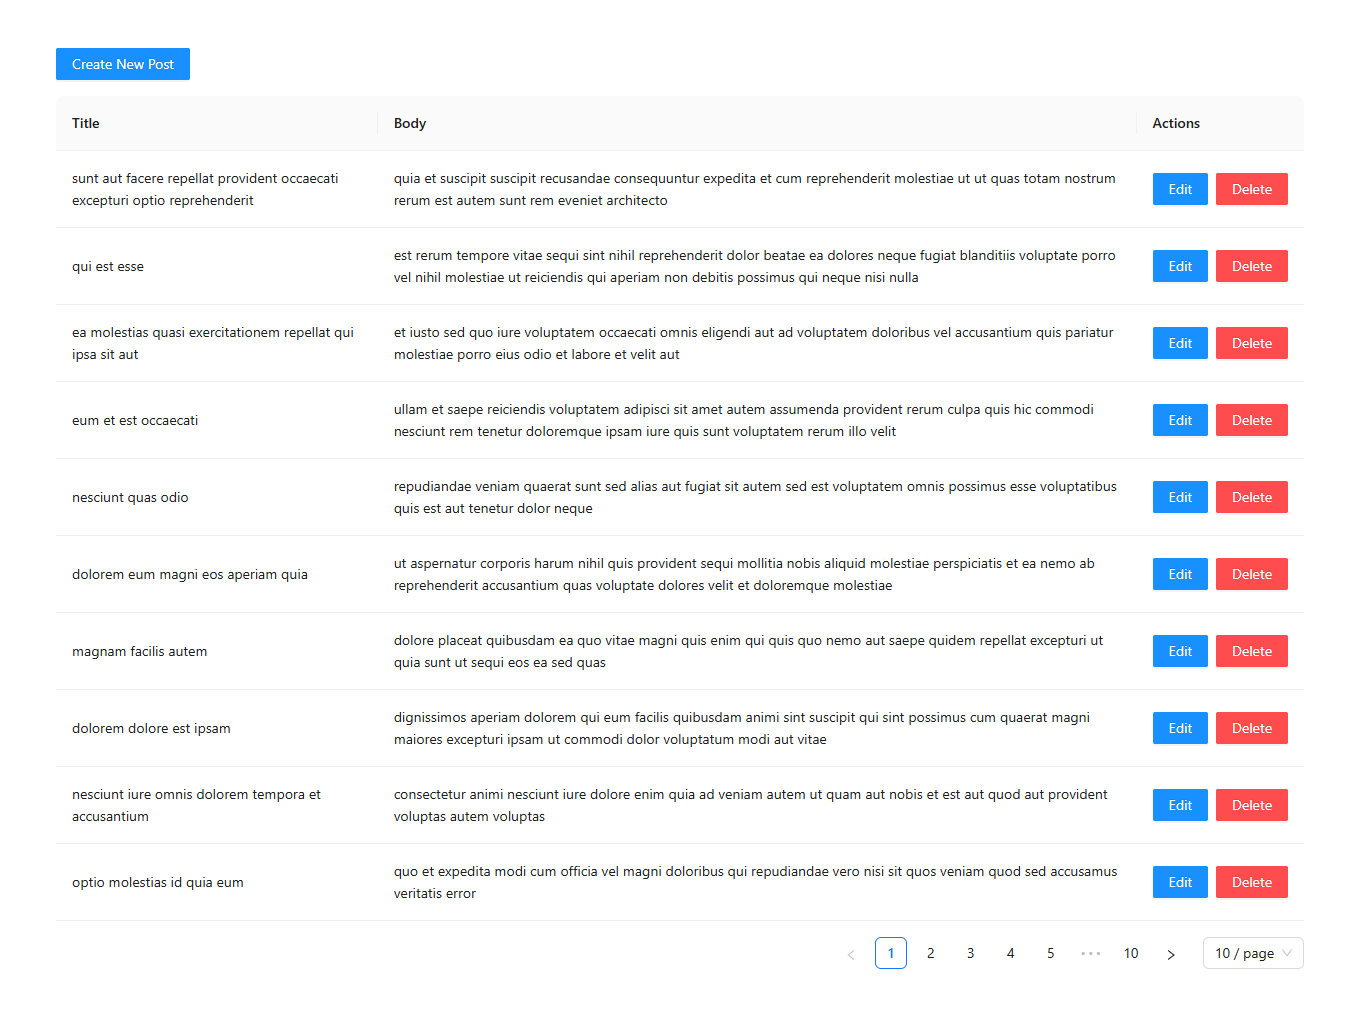 Create New Post
Title Body Actions
sunt aut facere repellat provident occaecati
excepturi optio reprehenderit
quia et suscipit suscipit recusandae consequuntur expedita et cum reprehenderit molestiae ut ut quas totam nostrum
rerum est autem sunt rem eveniet architecto
Edit Delete
qui est esse
est rerum tempore vitae sequi sint nihil reprehenderit dolor beatae ea dolores neque fugiat blanditiis voluptate porro
vel nihil molestiae ut reiciendis qui aperiam non debitis possimus qui neque nisi nulla
Edit Delete
ea molestias quasi exercitationem repellat qui
ipsa sit aut
et iusto sed quo iure voluptatem occaecati omnis eligendi aut ad voluptatem doloribus vel accusantium quis pariatur
molestiae porro eius odio et labore et velit aut
Edit Delete
eum et est occaecati
ullam et saepe reiciendis voluptatem adipisci sit amet autem assumenda provident rerum culpa quis hic commodi
nesciunt rem tenetur doloremque ipsam iure quis sunt voluptatem rerum illo velit
Edit Delete
nesciunt quas odio
repudiandae veniam quaerat sunt sed alias aut fugiat sit autem sed est voluptatem omnis possimus esse voluptatibus
quis est aut tenetur dolor neque
Edit Delete
dolorem eum magni eos aperiam quia
ut aspernatur corporis harum nihil quis provident sequi mollitia nobis aliquid molestiae perspiciatis et ea nemo ab
reprehenderit accusantium quas voluptate dolores velit et doloremque molestiae
Edit Delete
magnam facilis autem
dolore placeat quibusdam ea quo vitae magni quis enim qui quis quo nemo aut saepe quidem repellat excepturi ut
quia sunt ut sequi eos ea sed quas
Edit Delete
dolorem dolore est ipsam
dignissimos aperiam dolorem qui eum facilis quibusdam animi sint suscipit qui sint possimus cum quaerat magni
maiores excepturi ipsam ut commodi dolor voluptatum modi aut vitae
Edit Delete
nesciunt iure omnis dolorem tempora et
accusantium
consectetur animi nesciunt iure dolore enim quia ad veniam autem ut quam aut nobis et est aut quod aut provident
voluptas autem voluptas
Edit Delete
optio molestias id quia eum
quo et expedita modi cum officia vel magni doloribus qui repudiandae vero nisi sit quos veniam quod sed accusamus
veritatis error
Edit Delete
< 1 2 3 4 5 ••• 10 > 10 / page